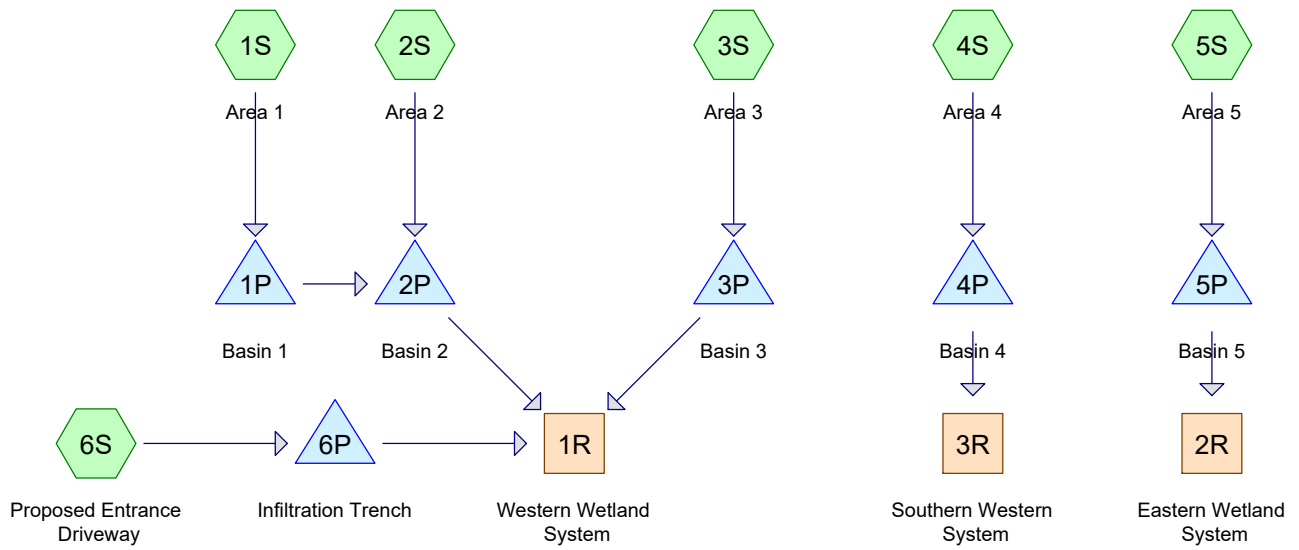 1S
2S
3S
4S
5S
Area 1
Area 2
Area 3
Area 4
Area 5
1P
2P
3P
4P
5P
Basin 1
Basin 2
Basin 3
Basin 4
Basin 5
6S
6P
1R
3R
2R
Proposed Entrance
Driveway
Infiltration Trench
Western Wetland
System
Southern Western
System
Eastern Wetland
System